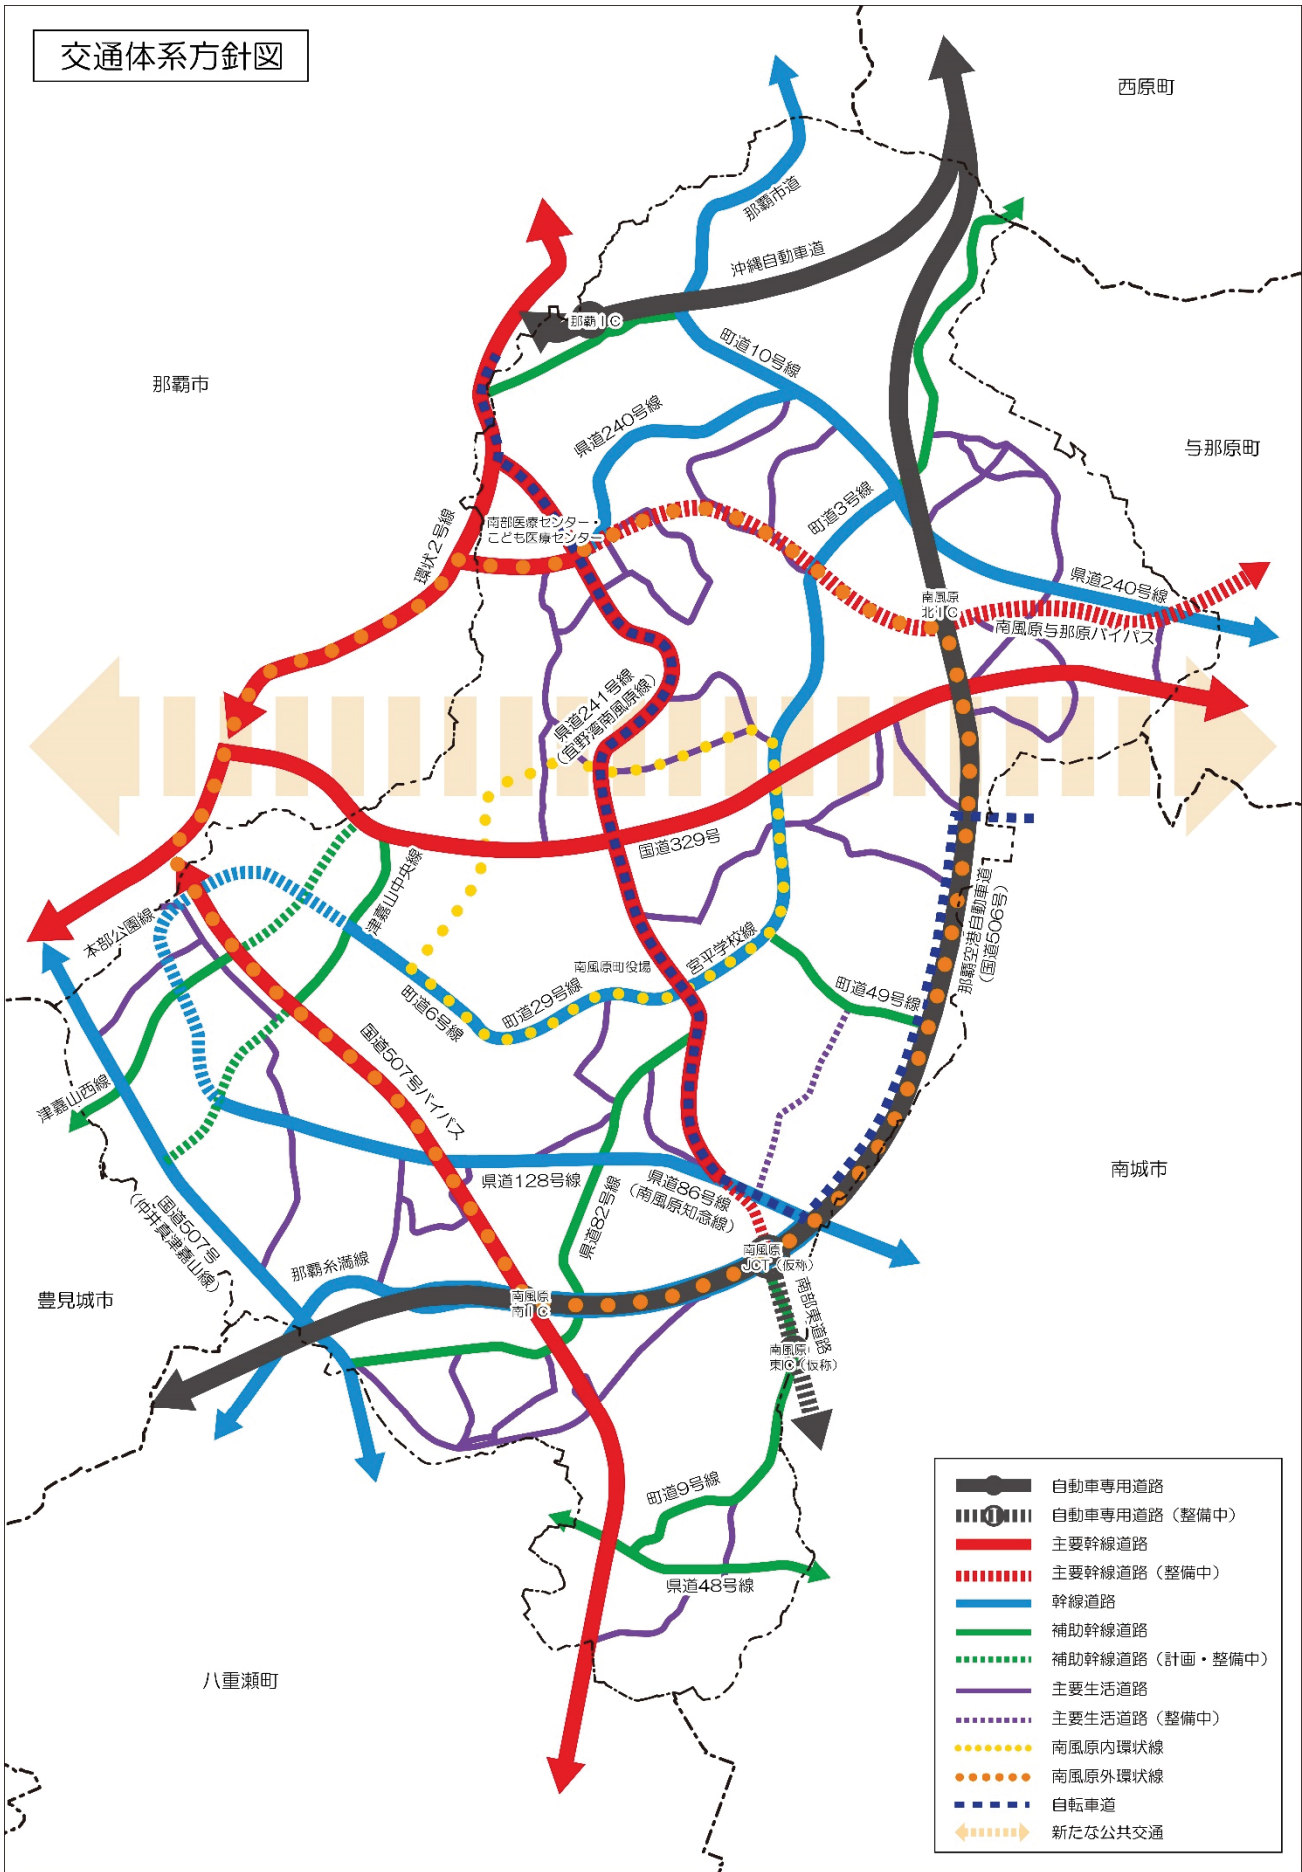 交通体系方針図
西原町
那覇市道
沖縄自動車道
那覇IC
町道10号線
那覇市
県道240号線
与那原町
町道3号線
南部医療センター・
こども医療センター
環状2号線
県道240号線
南風原
北IC
南風原与那原バイパス
県道241号線
(宜野湾南風原線)
国道329号
津嘉山中央線
本部公園線
那覇空港自動車道
(国道506号)
宮平学校線
南風原町役場
町道49号線
町道29号線
町道6号線
国道507号バイパス
津嘉山西線
南城市
県道128号線
県道86号線
(南風原知念線)
県道82号線
国道507号
(仲井真津嘉山線)
那覇糸満線
南風原
JCT(仮称)
豊見城市
南風原
南IC
南部東道路
南風原
東IC(仮称)
町道9号線
県道48号線
八重瀬町
自動車専用道路
自動車専用道路(整備中)
主要幹線道路
主要幹線道路(整備中)
幹線道路
補助幹線道路
補助幹線道路(計画・整備中)
主要生活道路
主要生活道路(整備中)
南風原内環状線
南風原外環状線
自転車道
新たな公共交通